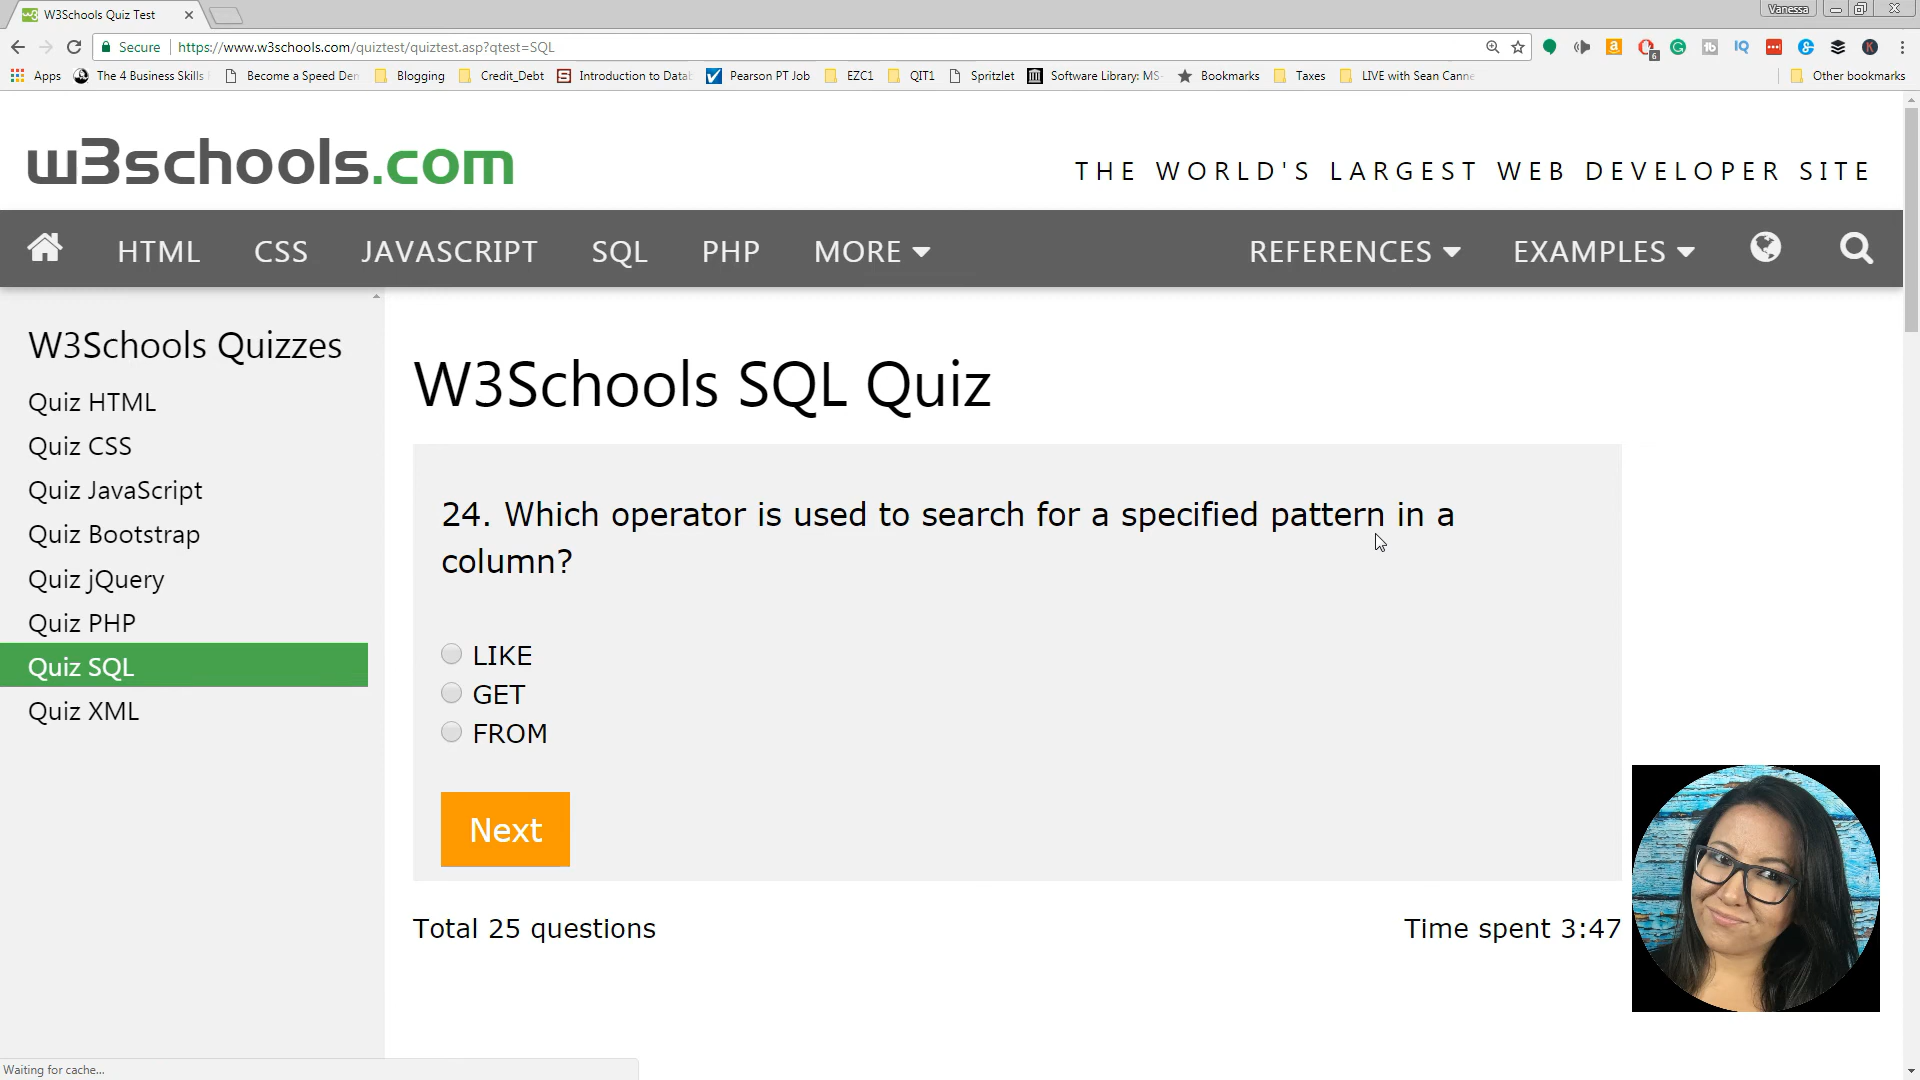 W3Schools Quiz Test
Vanessa
Secure
https://www.w3schools.com/quiztest/quiztest.asp?qtest=SQL
6
Apps
The 4 Business Skills
Become a Speed Den
Blogging
Credit_Debt
Introduction to Datab
Pearson PT Job
EZC1
QIT1
Spritzlet
Software Library: MS-
Bookmarks
Taxes
LIVE with Sean Canne
Other bookmarks
w3schools.com
THE WORLD'S LARGEST WEB DEVELOPER SITE
HTML
CSS
JAVASCRIPT
SQL
PHP
MORE
REFERENCES
EXAMPLES
W3Schools Quizzes
Quiz HTML
Quiz CSS
Quiz JavaScript
Quiz Bootstrap
Quiz jQuery
Quiz PHP
Quiz SQL
Quiz XML
W3Schools SQL Quiz
24. Which operator is used to search for a specified pattern in a
column?
LIKE
GET
FROM
Next
Total 25 questions
Time spent 3:47
Waiting for cache...